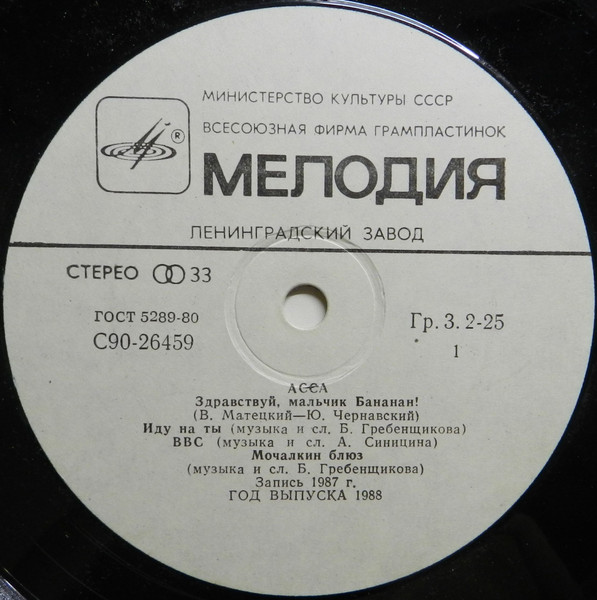 МИНИСТЕРСТВО КУЛЬТУРЫ СССР
ВСЕСОЮЗНАЯ ФИРМА ГРАМПЛАСТИНОК
®
МЕЛОДИЯ
ЛЕНИНГРАДСКИЙ ЗАВОД
СТЕРЕО 33
ГОСТ 5289-80
С90-26459
Гр. 3. 2-25
1
АССА
Здравствуй, мальчик Бананан!
(В. Матецкий—Ю. Чернавский)
Иду на ты (музыка и сл. Б. Гребенщикова)
ВВС (музыка и сл. А. Синицина)
Мочалкин блюз
(музыка и сл. Б. Гребенщикова)
Запись 1987 г.
ГОД ВЫПУСКА 1988